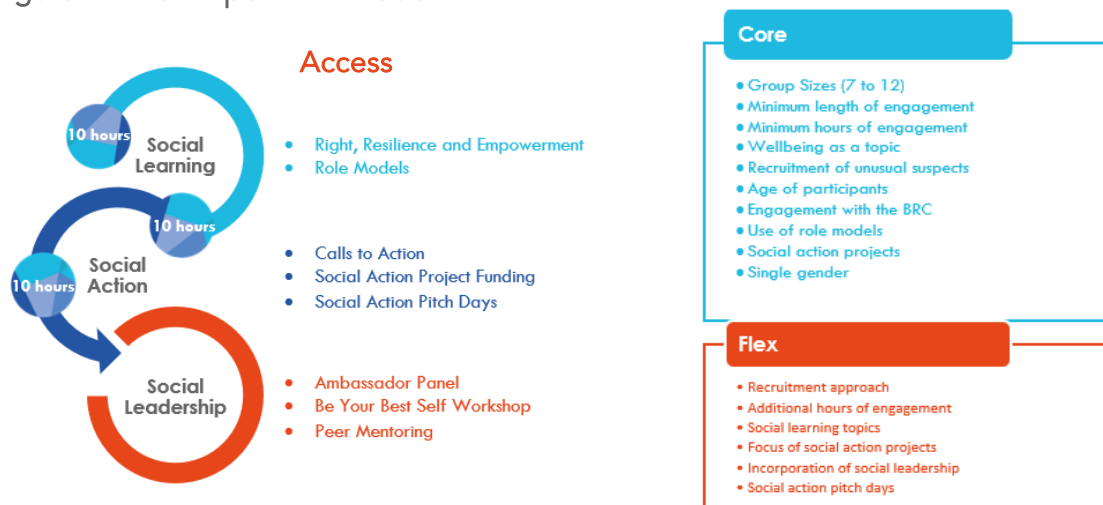 Access
10 hours
Social
Learning
• Right, Resilience and Empowerment
• Role Models
10 hours
Social
Action
10 hours
• Calls to Action
• Social Action Project Funding
• Social Action Pitch Days
Social
Leadership
• Ambassador Panel
• Be Your Best Self Workshop
• Peer Mentoring
Core
• Group Sizes (7 to 12)
• Minimum length of engagement
• Minimum hours of engagement
• Wellbeing as a topic
• Recruitment of unusual suspects
• Age of participants
• Engagement with the BRC
• Use of role models
• Social action projects
• Single gender
Flex
• Recruitment approach
• Additional hours of engagement
• Social learning topics
• Focus of social action projects
• Incorporation of social leadership
• Social action pitch days